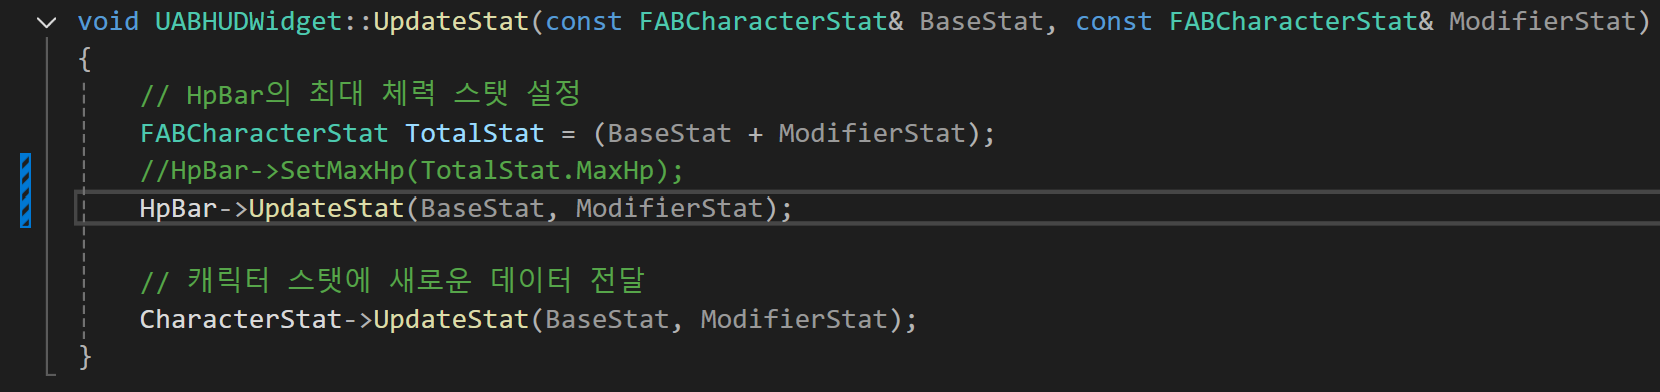 void UABHUDWidget::UpdateStat(const FABCharacterStat& BaseStat, const FABCharacterStat& ModifierStat)
{
// HpBar의 최대 체력 스탯 설정
FABCharacterStat TotalStat = (BaseStat + ModifierStat);
//HpBar->SetMaxHp(TotalStat.MaxHp);
HpBar->UpdateStat(BaseStat, ModifierStat);
// 캐릭터 스탯에 새로운 데이터 전달
CharacterStat->UpdateStat(BaseStat, ModifierStat);
}